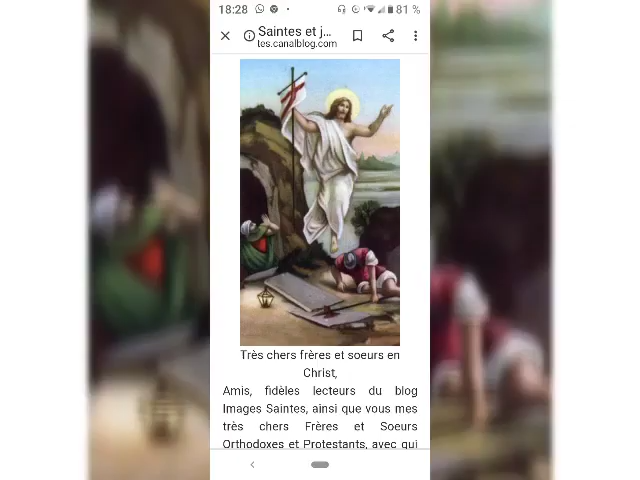 18:28
81 %
Saintes et j...
tes.canalblog.com
Très chers frères et soeurs en
Christ,
Amis, fidèles lecteurs du blog
Images Saintes, ainsi que vous mes
très chers Frères et Soeurs
Orthodoxes et Protestants, avec qui